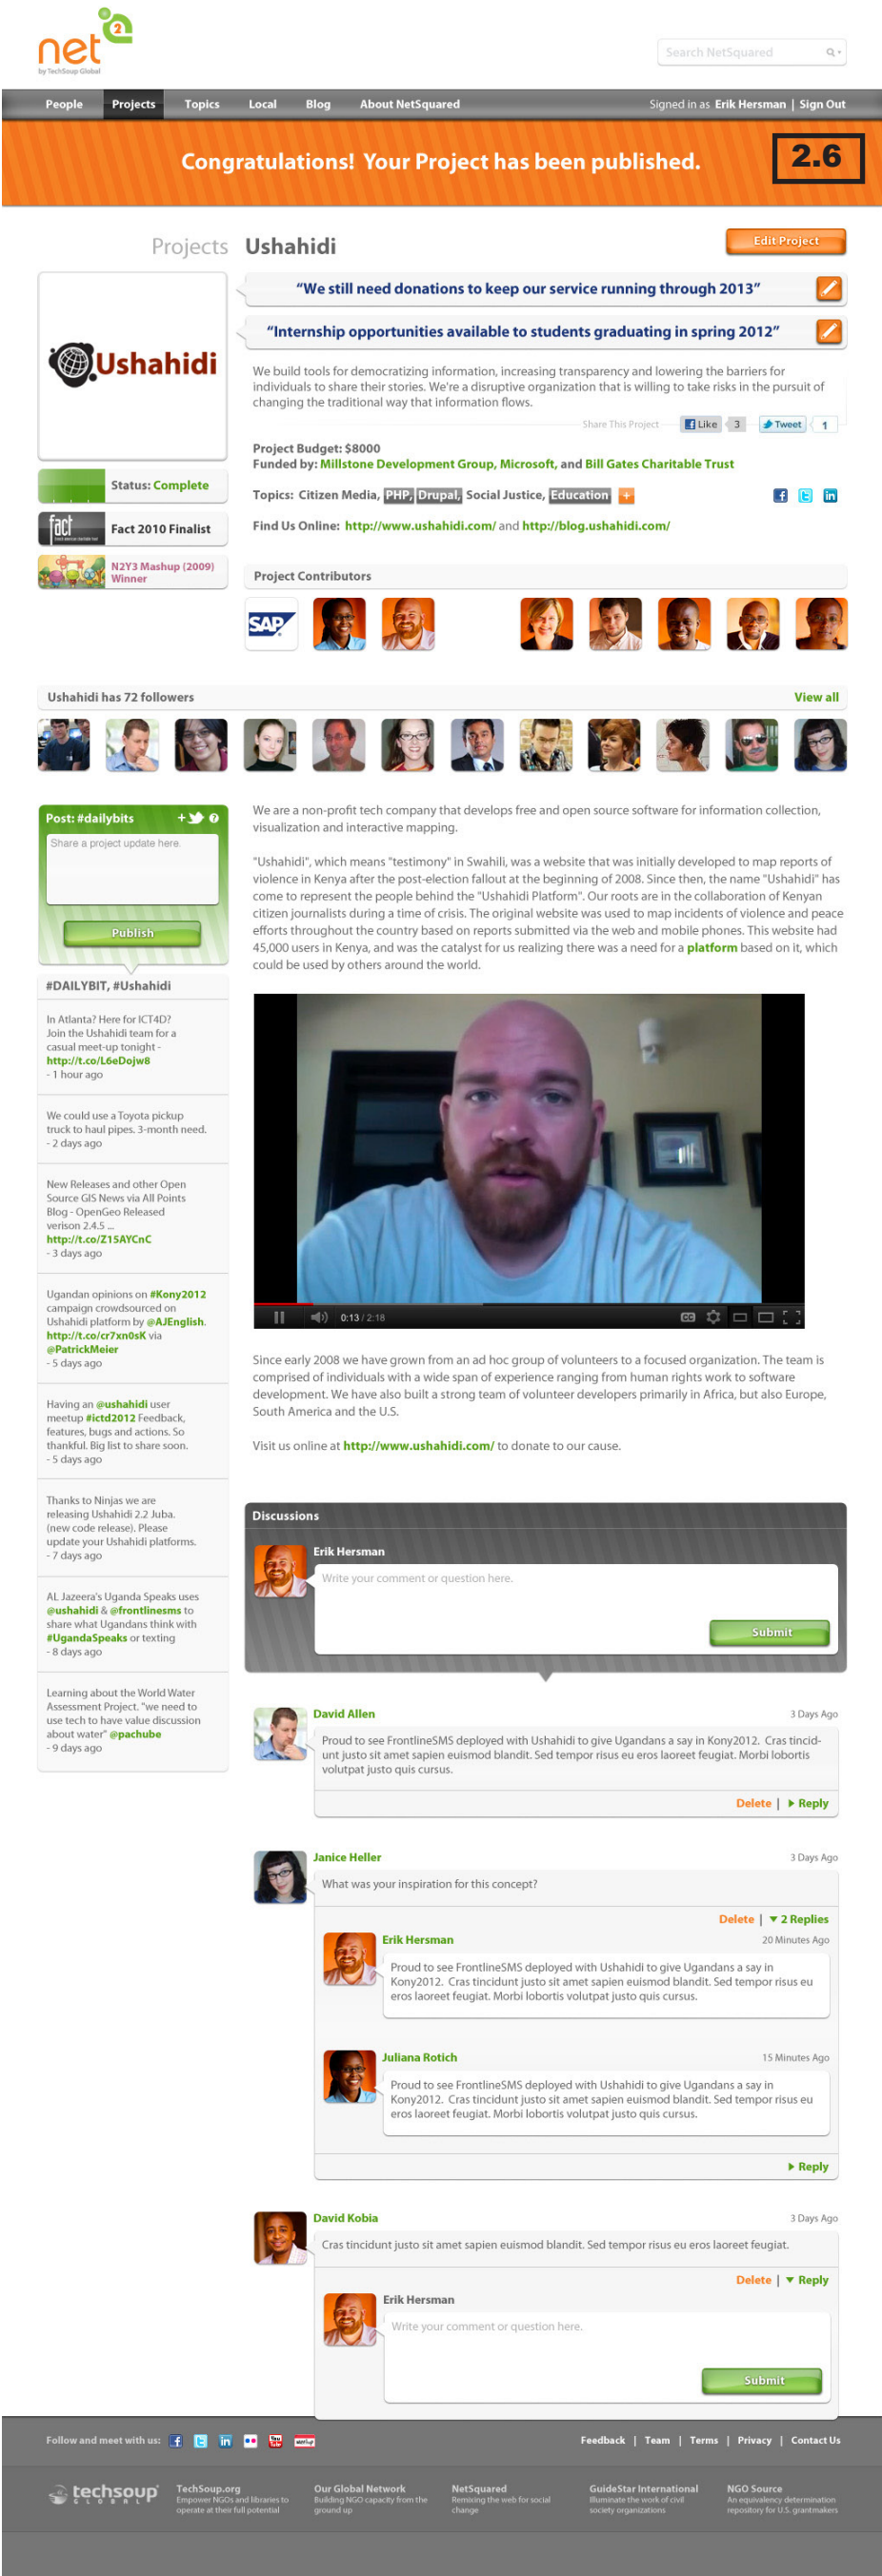 net2
by TechSoup Global
Search NetSquared
People Projects Topics Local Blog About NetSquared Signed in as Erik Hersman | Sign Out
Congratulations! Your Project has been published.
2.6
Projects Ushahidi
Edit Project
Ushahidi
“We still need donations to keep our service running through 2013”
“Internship opportunities available to students graduating in spring 2012”
We build tools for democratizing information, increasing transparency and lowering the barriers for
individuals to share their stories. We're a disruptive organization that is willing to take risks in the pursuit of
changing the traditional way that information flows.
Share This Project Like 3 Tweet 1
Project Budget: $8000
Funded by: Millstone Development Group, Microsoft, and Bill Gates Charitable Trust
Topics: Citizen Media, PHP, Drupal, Social Justice, Education +
Find Us Online: http://www.ushahidi.com/ and http://blog.ushahidi.com/
Status: Complete
fact
Fact 2010 Finalist
N2Y3 Mashup (2009)
Winner
Project Contributors
SAP
Ushahidi has 72 followers View all
Post: #dailybits + ?
Share a project update here.
Publish
#DAILYBIT, #Ushahidi
In Atlanta? Here for ICT4D?
Join the Ushahidi team for a
casual meet-up tonight -
http://t.co/L6eDojw8
- 1 hour ago
We could use a Toyota pickup
truck to haul pipes. 3-month need.
- 2 days ago
New Releases and other Open
Source GIS News via All Points
Blog - OpenGeo Released
verison 2.4.5 ...
http://t.co/Z15AYCnC
- 3 days ago
Ugandan opinions on #Kony2012
campaign crowdsourced on
Ushahidi platform by @AJEnglish.
http://t.co/cr7xn0sK via
@PatrickMeier
- 5 days ago
Having an @ushahidi user
meetup #ictd2012 Feedback,
features, bugs and actions. So
thankful. Big list to share soon.
- 5 days ago
Thanks to Ninjas we are
releasing Ushahidi 2.2 Juba.
(new code release). Please
update your Ushahidi platforms.
- 7 days ago
AL Jazeera's Uganda Speaks uses
@ushahidi & @frontlinesms to
share what Ugandans think with
#UgandaSpeaks or texting
- 8 days ago
Learning about the World Water
Assessment Project. "we need to
use tech to have value discussion
about water" @pachube
- 9 days ago
We are a non-profit tech company that develops free and open source software for information collection,
visualization and interactive mapping.
"Ushahidi", which means "testimony" in Swahili, was a website that was initially developed to map reports of
violence in Kenya after the post-election fallout at the beginning of 2008. Since then, the name "Ushahidi" has
come to represent the people behind the "Ushahidi Platform". Our roots are in the collaboration of Kenyan
citizen journalists during a time of crisis. The original website was used to map incidents of violence and peace
efforts throughout the country based on reports submitted via the web and mobile phones. This website had
45,000 users in Kenya, and was the catalyst for us realizing there was a need for a platform based on it, which
could be used by others around the world.
0:13 / 2:18 CC
Since early 2008 we have grown from an ad hoc group of volunteers to a focused organization. The team is
comprised of individuals with a wide span of experience ranging from human rights work to software
development. We have also built a strong team of volunteer developers primarily in Africa, but also Europe,
South America and the U.S.
Visit us online at http://www.ushahidi.com/ to donate to our cause.
Discussions
Erik Hersman
Write your comment or question here.
Submit
David Allen 3 Days Ago
Proud to see FrontlineSMS deployed with Ushahidi to give Ugandans a say in Kony2012. Cras tincid-
unt justo sit amet sapien euismod blandit. Sed tempor risus eu eros laoreet feugiat. Morbi lobortis
volutpat justo quis cursus.
Delete | Reply
Janice Heller 3 Days Ago
What was your inspiration for this concept?
Delete | 2 Replies
Erik Hersman 20 Minutes Ago
Proud to see FrontlineSMS deployed with Ushahidi to give Ugandans a say in
Kony2012. Cras tincidunt justo sit amet sapien euismod blandit. Sed tempor risus eu
eros laoreet feugiat. Morbi lobortis volutpat justo quis cursus.
Juliana Rotich 15 Minutes Ago
Proud to see FrontlineSMS deployed with Ushahidi to give Ugandans a say in
Kony2012. Cras tincidunt justo sit amet sapien euismod blandit. Sed tempor risus eu
eros laoreet feugiat. Morbi lobortis volutpat justo quis cursus.
Reply
David Kobia 3 Days Ago
Cras tincidunt justo sit amet sapien euismod blandit. Sed tempor risus eu eros laoreet feugiat.
Delete | Reply
Erik Hersman
Write your comment or question here.
Submit
Follow and meet with us: Feedback | Team | Terms | Privacy | Contact Us
techsoup
GLOBAL
TechSoup.org
Empower NGOs and libraries to
operate at their full potential
Our Global Network
Building NGO capacity from the
ground up
NetSquared
Remixing the web for social
change
GuideStar International
Illuminate the work of civil
society organizations
NGO Source
An equivalency determination
repository for U.S. grantmakers